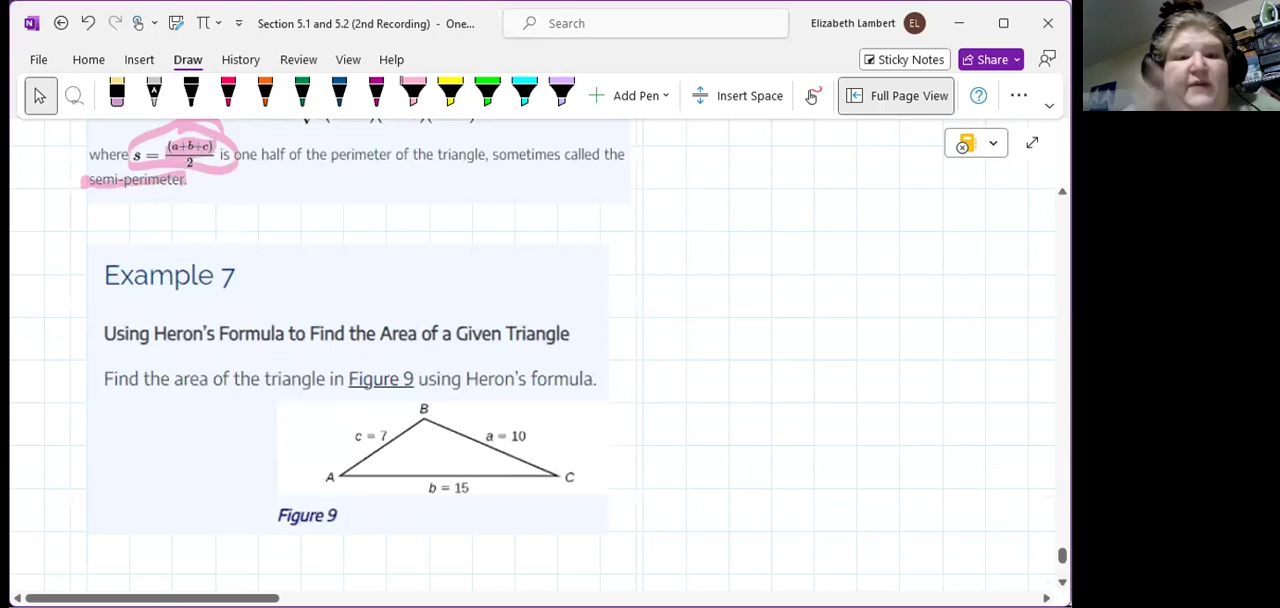 Section 5.1 and 5.2 (2nd Recording) - One...
Search
Elizabeth Lambert
EL
File
Home
Insert
Draw
History
Review
View
Help
Sticky Notes
Share
Add Pen
Insert Space
Full Page View
where s = (a+b+c)/2 is one half of the perimeter of the triangle, sometimes called the
semi-perimeter.
Example 7
Using Heron's Formula to Find the Area of a Given Triangle
Find the area of the triangle in Figure 9 using Heron's formula.
B
c = 7
a = 10
A
C
b = 15
Figure 9